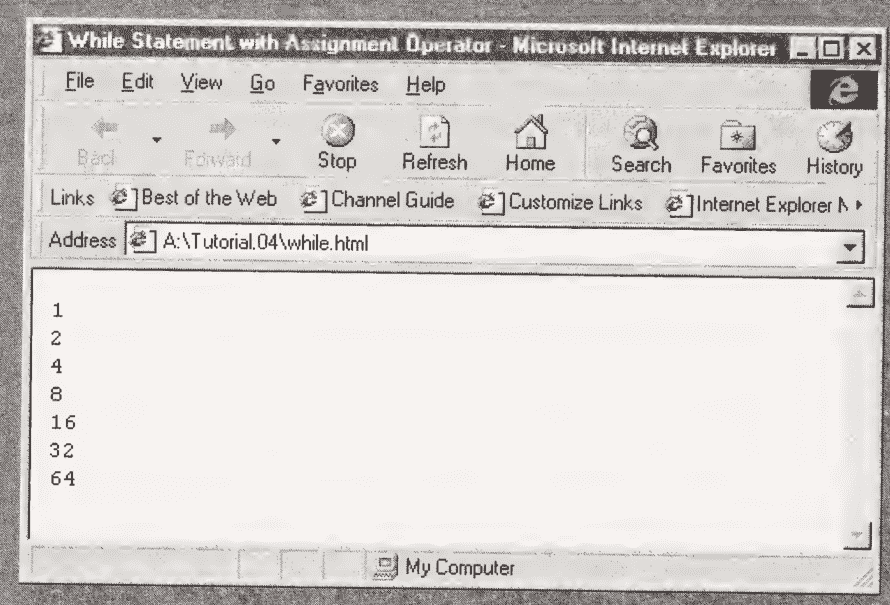 While Statement with Assignment Operator - Microsoft Internet Explorer
File Edit View Go Favorites Help
Back Forward Stop Refresh Home Search Favorites History
Links Best of the Web Channel Guide Customize Links Internet Explorer N
Address A:\Tutorial.04\while.html
1
2
4
8
16
32
64
My Computer